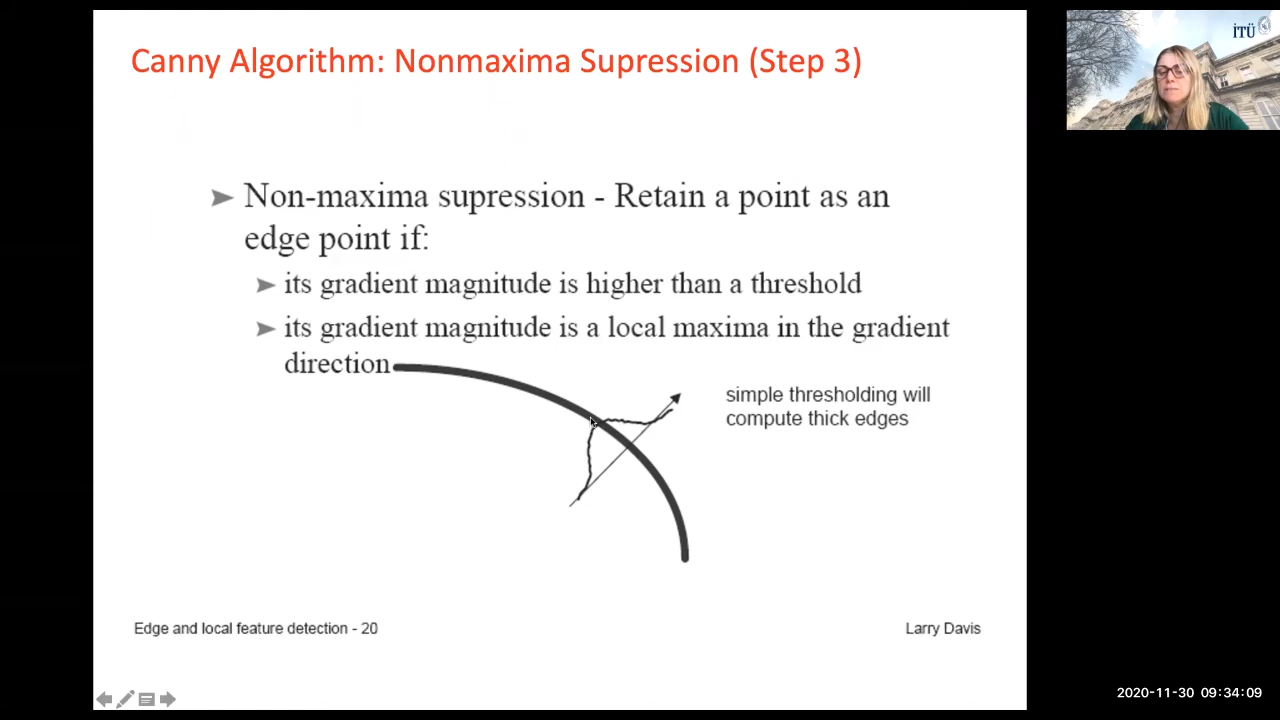 Canny Algorithm: Nonmaxima Supression (Step 3)
İTÜ
Non-maxima supression - Retain a point as an
edge point if:
its gradient magnitude is higher than a threshold
its gradient magnitude is a local maxima in the gradient
direction
simple thresholding will
compute thick edges
Edge and local feature detection - 20
Larry Davis
2020-11-30 09:34:09